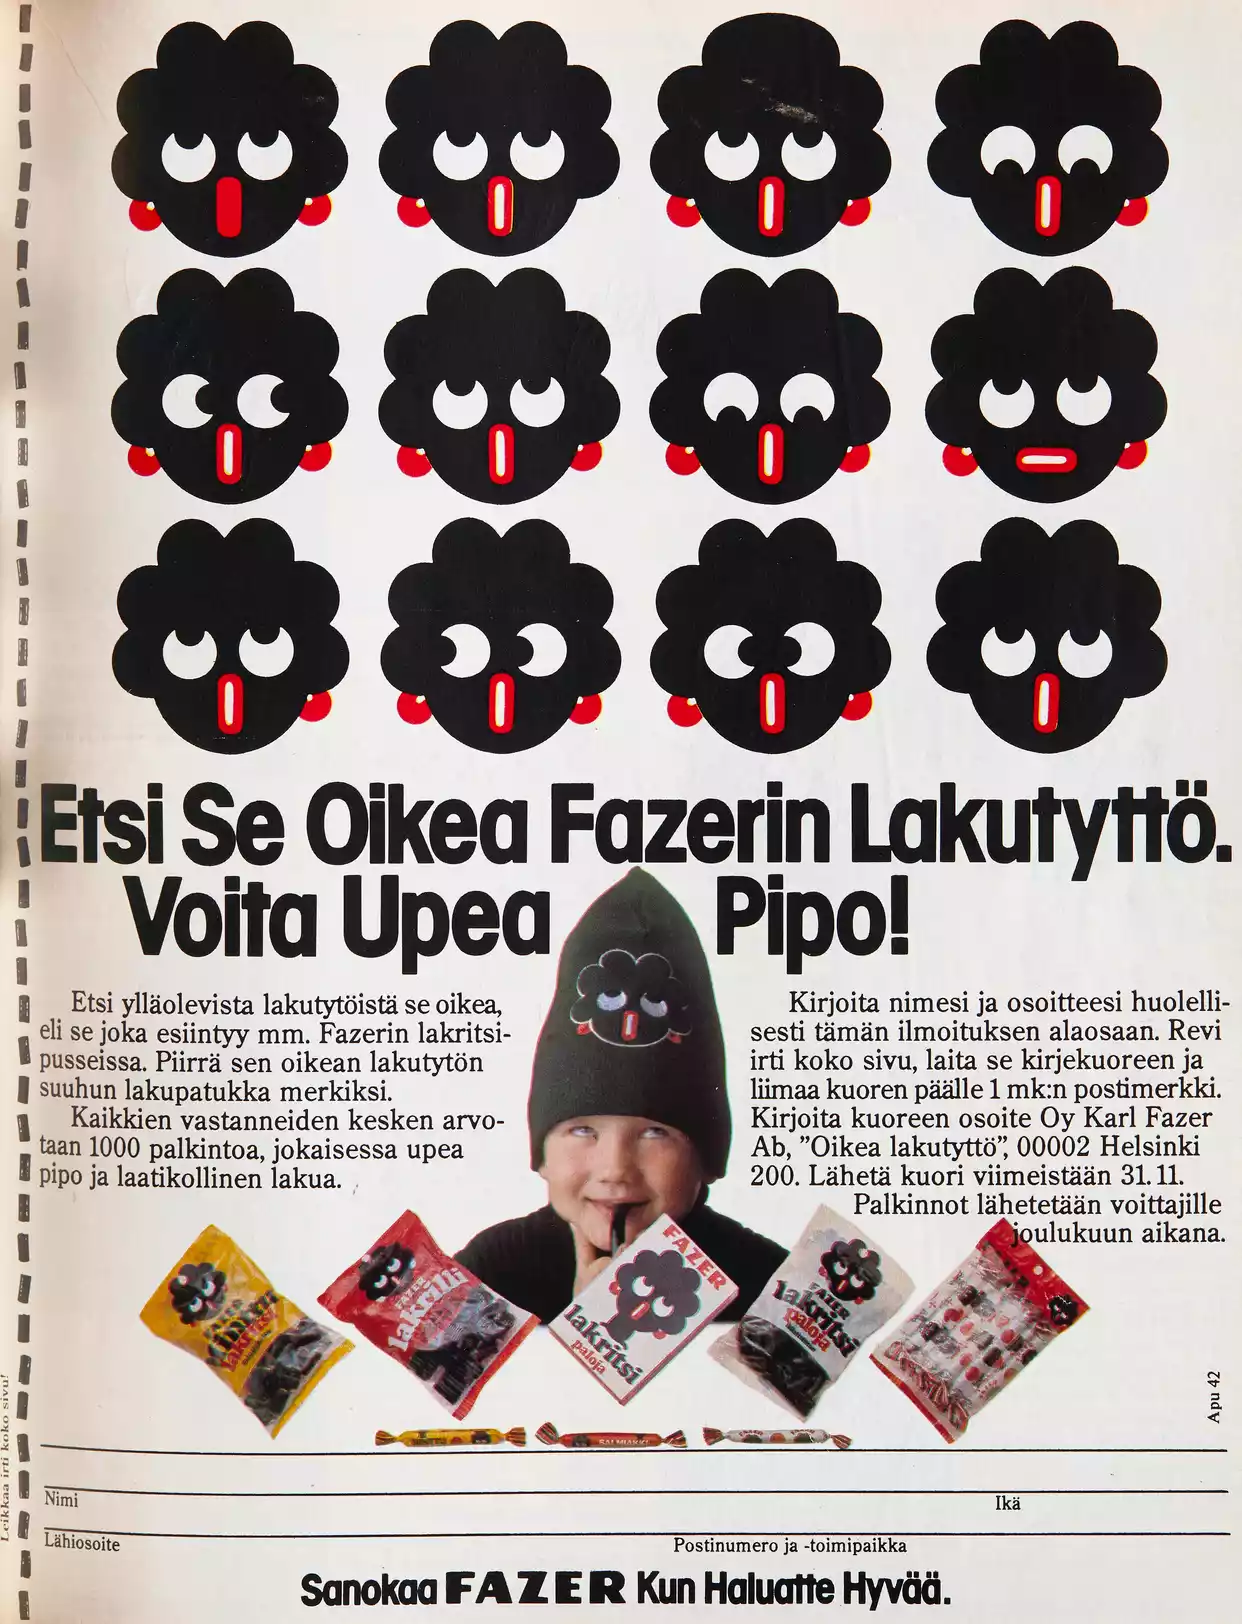 Etsi Se Oikea Fazerin Lakutyttö.
Voita Upea Pipo!
Etsi ylläolevista lakutytöistä se oikea,
eli se joka esiintyy mm. Fazerin lakritsi-
pusseissa. Piirrä sen oikean lakutytön
suuhun lakupatukka merkiksi.
Kaikkien vastanneiden kesken arvo-
taan 1000 palkintoa, jokaisessa upea
pipo ja laatikollinen lakua.
Kirjoita nimesi ja osoitteesi huolelli-
sesti tämän ilmoituksen alaosaan. Revi
irti koko sivu, laita se kirjekuoreen ja
liimaa kuoren päälle 1 mk:n postimerkki.
Kirjoita kuoreen osoite Oy Karl Fazer
Ab, ”Oikea lakutyttö”, 00002 Helsinki
200. Lähetä kuori viimeistään 31.11.
Palkinnot lähetetään voittajille
joulukuun aikana.
FAZER
lakritsi
FAZER
lakritsi
paloja
FAZER
lakritsi
paloja
SALMIAKKI
Apu 42
Leikkaa irti koko sivu!
Nimi
Ikä
Lähiosoite
Postinumero ja -toimipaikka
Sanokaa FAZER Kun Haluatte Hyvää.